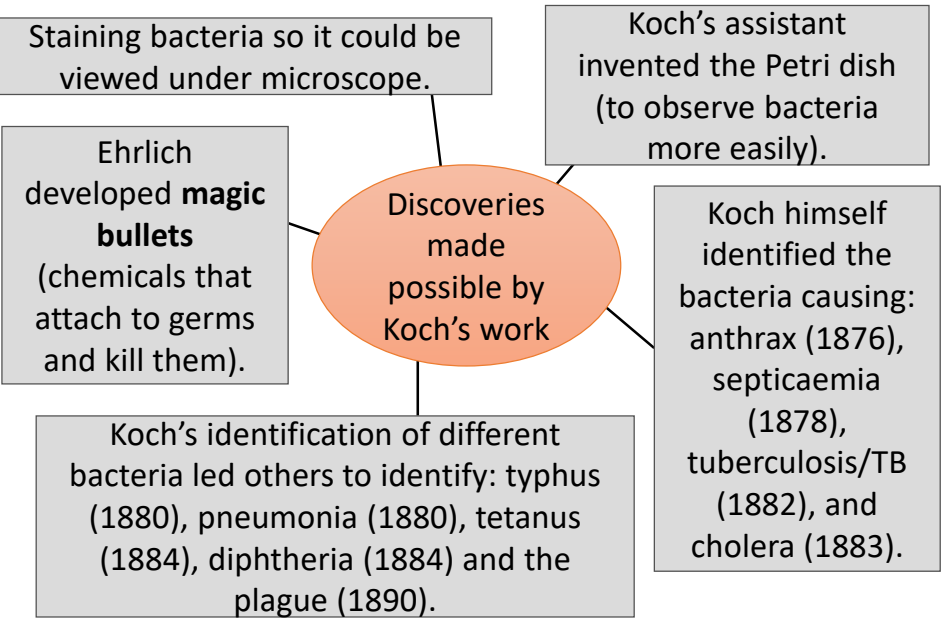 Staining bacteria so it could be
viewed under microscope.
Koch’s assistant
invented the Petri dish
(to observe bacteria
more easily).
Ehrlich
developed magic
bullets
(chemicals that
attach to germs
and kill them).
Discoveries
made
possible by
Koch’s work
Koch himself
identified the
bacteria causing:
anthrax (1876),
septicaemia
(1878),
tuberculosis/TB
(1882), and
cholera (1883).
Koch’s identification of different
bacteria led others to identify: typhus
(1880), pneumonia (1880), tetanus
(1884), diphtheria (1884) and the
plague (1890).